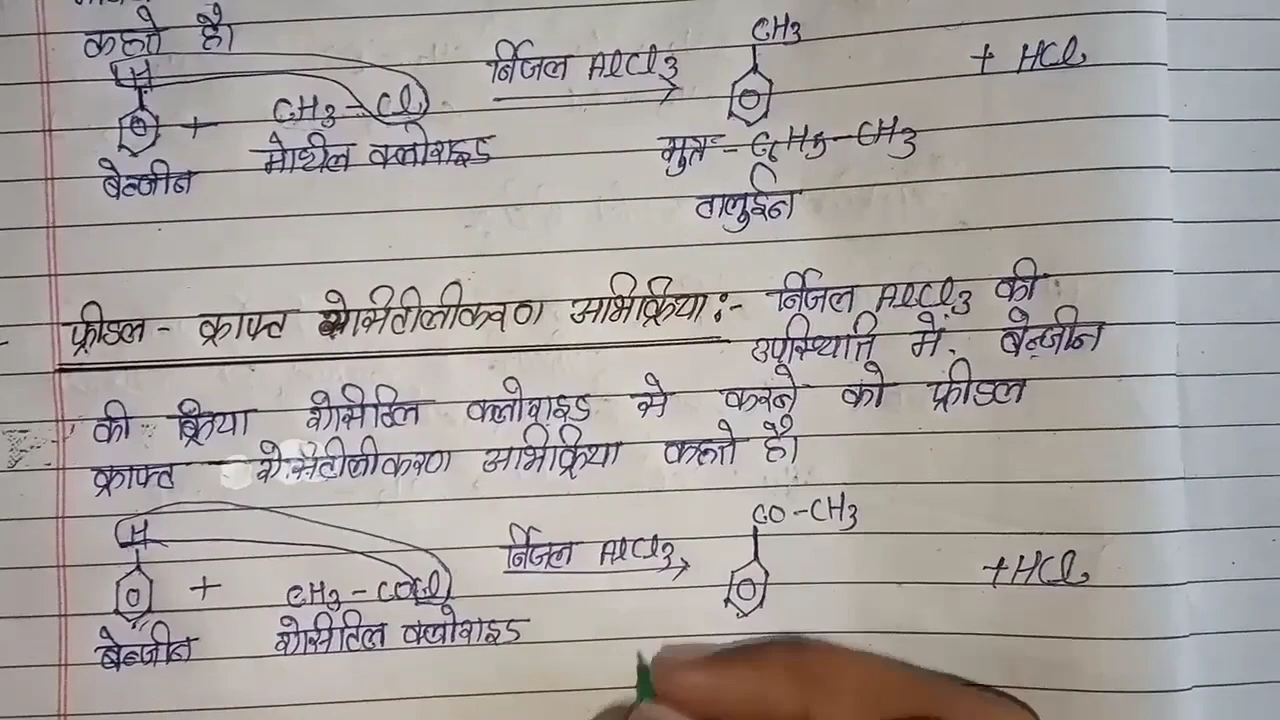 कहते है।
H
CH3 - Cl
निर्जल AlCl3
CH3
+ HCl
+
बेन्जीन
मेथिल क्लोराइड
सुत्र - C6H5-CH3
टालुईन
फ्रीडल - क्राफ्ट ऐसिटीलीकरण अभिक्रिया :- निर्जल AlCl3 की
उपस्थिति में बेन्जीन
की क्रिया ऐसिटिल क्लोराइड से कराने को फ्रीडल
क्राफ्ट ऐसिटीलीकरण अभिक्रिया कहते है।
H
CO-CH3
+ CH3 - COCl
निर्जल AlCl3
+HCl
बेन्जीन
ऐसिटिल क्लोराइड